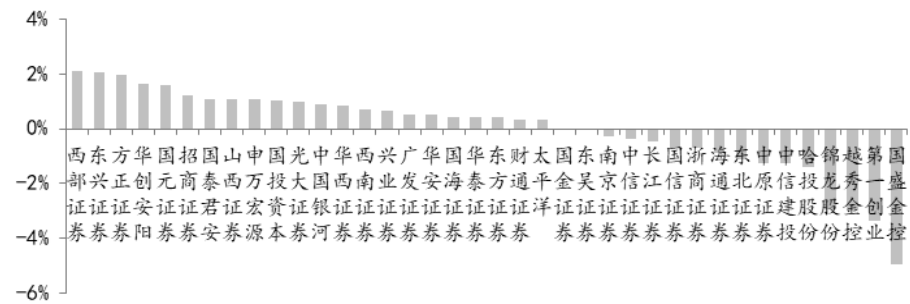 4%
2%
0%
-2%
-4%
-6%
西部证券
东兴证券
方正证券
华创安阳
国元证券
招商证券
国泰君安
山西证券
申万宏源
国投资本
光大证券
中国银河
华西证券
西南证券
兴业证券
广发证券
华安证券
国海证券
华泰证券
东方证券
财通证券
太平洋
国金证券
东吴证券
南京证券
中信证券
长江证券
国信证券
浙商证券
海通证券
东北证券
中原证券
中信建投
哈投股份
锦龙股份
越秀金控
第一创业
国盛金控